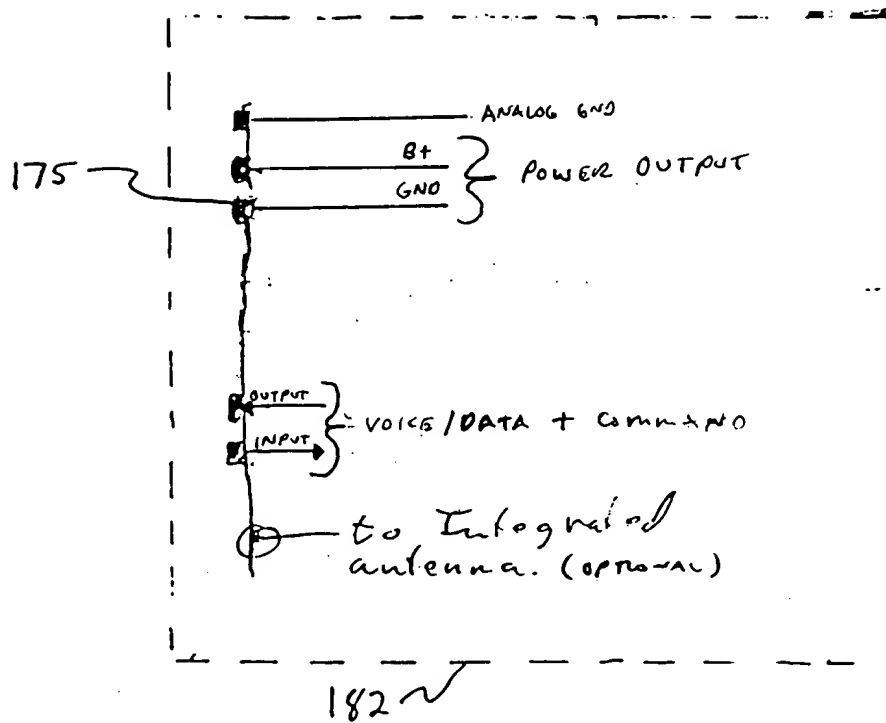 ANALOG GND
B+
175
POWER OUTPUT
GND
OUTPUT
VOICE/DATA + COMMAND
INPUT
to Integrated
antenna. (OPTIONAL)
182